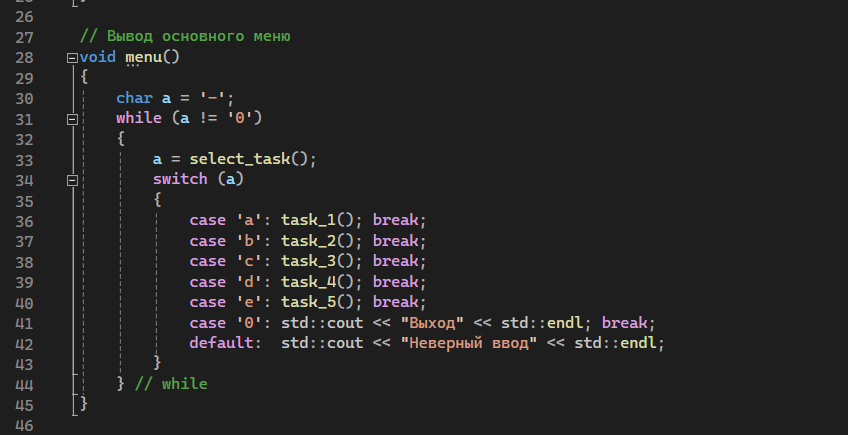 26
27 // Вывод основного меню
28 void menu()
29 {
30 char a = '-';
31 while (a != '0')
32 {
33 a = select_task();
34 switch (a)
35 {
36 case 'a': task_1(); break;
37 case 'b': task_2(); break;
38 case 'c': task_3(); break;
39 case 'd': task_4(); break;
40 case 'e': task_5(); break;
41 case '0': std::cout << "Выход" << std::endl; break;
42 default:  std::cout << "Неверный ввод" << std::endl;
43 }
44 } // while
45 }
46